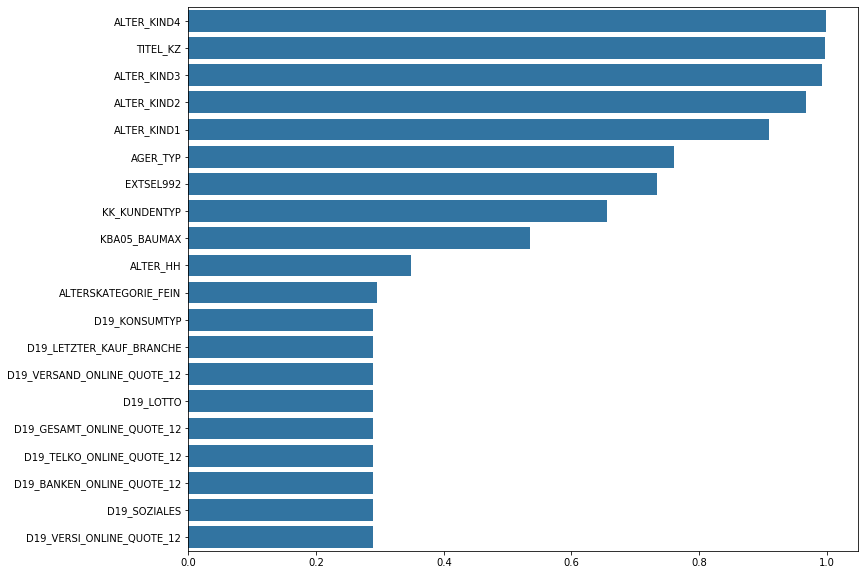 ALTER_KIND4
TITEL_KZ
ALTER_KIND3
ALTER_KIND2
ALTER_KIND1
AGER_TYP
EXTSEL992
KK_KUNDENTYP
KBA05_BAUMAX
ALTER_HH
ALTERSKATEGORIE_FEIN
D19_KONSUMTYP
D19_LETZTER_KAUF_BRANCHE
D19_VERSAND_ONLINE_QUOTE_12
D19_LOTTO
D19_GESAMT_ONLINE_QUOTE_12
D19_TELKO_ONLINE_QUOTE_12
D19_BANKEN_ONLINE_QUOTE_12
D19_SOZIALES
D19_VERSI_ONLINE_QUOTE_12
0.0 0.2 0.4 0.6 0.8 1.0